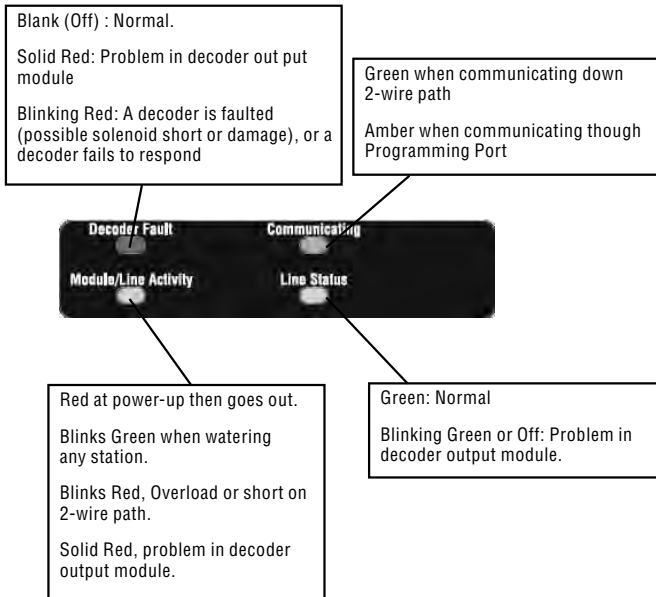 Blank (Off) : Normal.
Solid Red: Problem in decoder out put
module
Blinking Red: A decoder is faulted
(possible solenoid short or damage), or a
decoder fails to respond
Green when communicating down
2-wire path
Amber when communicating though
Programming Port
Decoder Fault
Communicating
Module/Line Activity
Line Status
Red at power-up then goes out.
Blinks Green when watering
any station.
Blinks Red, Overload or short on
2-wire path.
Solid Red, problem in decoder
output module.
Green: Normal
Blinking Green or Off: Problem in
decoder output module.